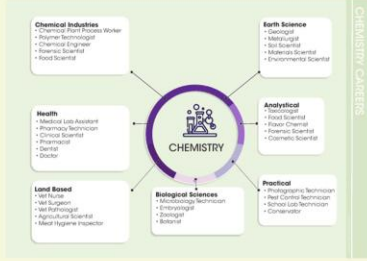 Chemical Industries
• Chemical Plant Process Worker
• Polymer Technologist
• Chemical Engineer
• Forensic Scientist
• Food Scientist
Earth Science
• Geologist
• Metallurgist
• Soil Scientist
• Materials Scientist
• Environmental Scientist
CHEMISTRY CAREERS
Health
• Medical Lab Assistant
• Pharmacy Technician
• Clinical Scientist
• Pharmacist
• Dentist
• Doctor
CHEMISTRY
Analytical
• Toxicologist
• Food Scientist
• Flavor Chemist
• Forensic Scientist
• Cosmetic Scientist
Land Based
• Vet Nurse
• Vet Surgeon
• Vet Pathologist
• Agricultural Scientist
• Meat Hygiene Inspector
Biological Sciences
• Microbiology Technician
• Embryologist
• Zoologist
• Botanist
Practical
• Photographic Technician
• Pest Control Technician
• School Lab Technician
• Conservator